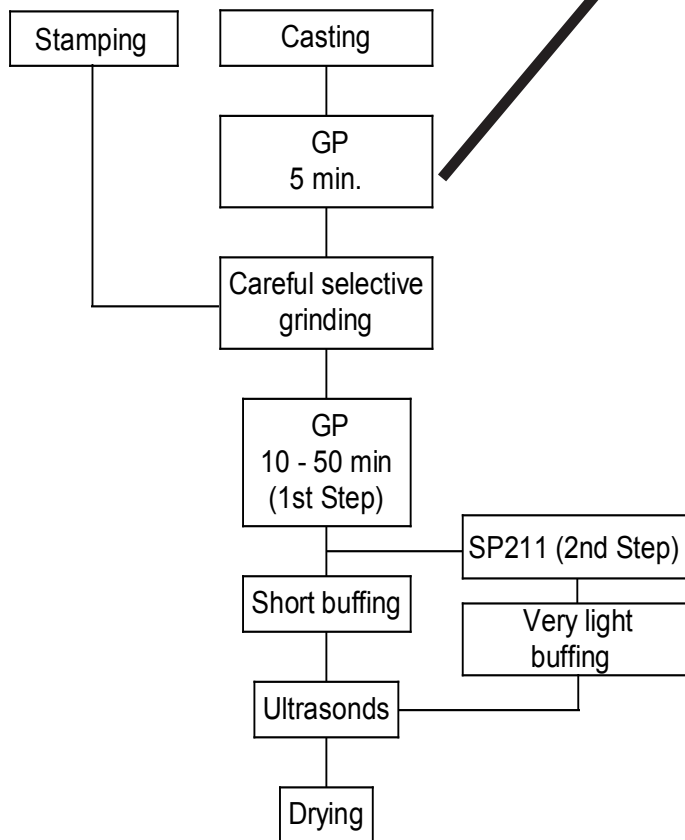 Stamping
Casting
GP
5 min.
Careful selective
grinding
GP
10 - 50 min
(1st Step)
SP211 (2nd Step)
Short buffing
Very light
buffing
Ultrasonds
Drying